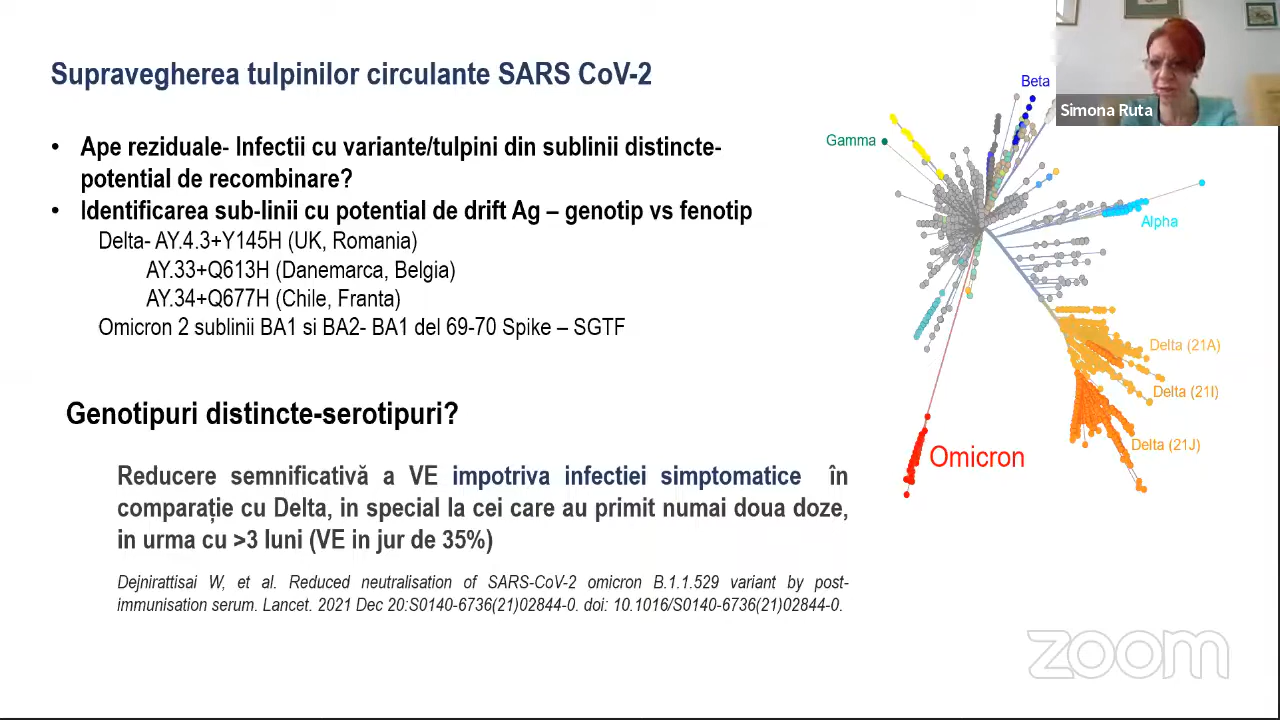 Supravegherea tulpinilor circulante SARS CoV-2
• Ape reziduale- Infectii cu variante/tulpini din sublinii distincte-
potential de recombinare?
• Identificarea sub-linii cu potential de drift Ag – genotip vs fenotip
Delta- AY.4.3+Y145H (UK, Romania)
AY.33+Q613H (Danemarca, Belgia)
AY.34+Q677H (Chile, Franta)
Omicron 2 sublinii BA1 si BA2- BA1 del 69-70 Spike – SGTF
Genotipuri distincte-serotipuri?
Reducere semnificativă a VE impotriva infectiei simptomatice în
comparație cu Delta, in special la cei care au primit numai doua doze,
in urma cu >3 luni (VE in jur de 35%)
Dejnirattisai W, et al. Reduced neutralisation of SARS-CoV-2 omicron B.1.1.529 variant by post-
immunisation serum. Lancet. 2021 Dec 20:S0140-6736(21)02844-0. doi: 10.1016/S0140-6736(21)02844-0.
Beta
Simona Ruta
Gamma
Alpha
Delta (21A)
Delta (21I)
Delta (21J)
Omicron
zoom